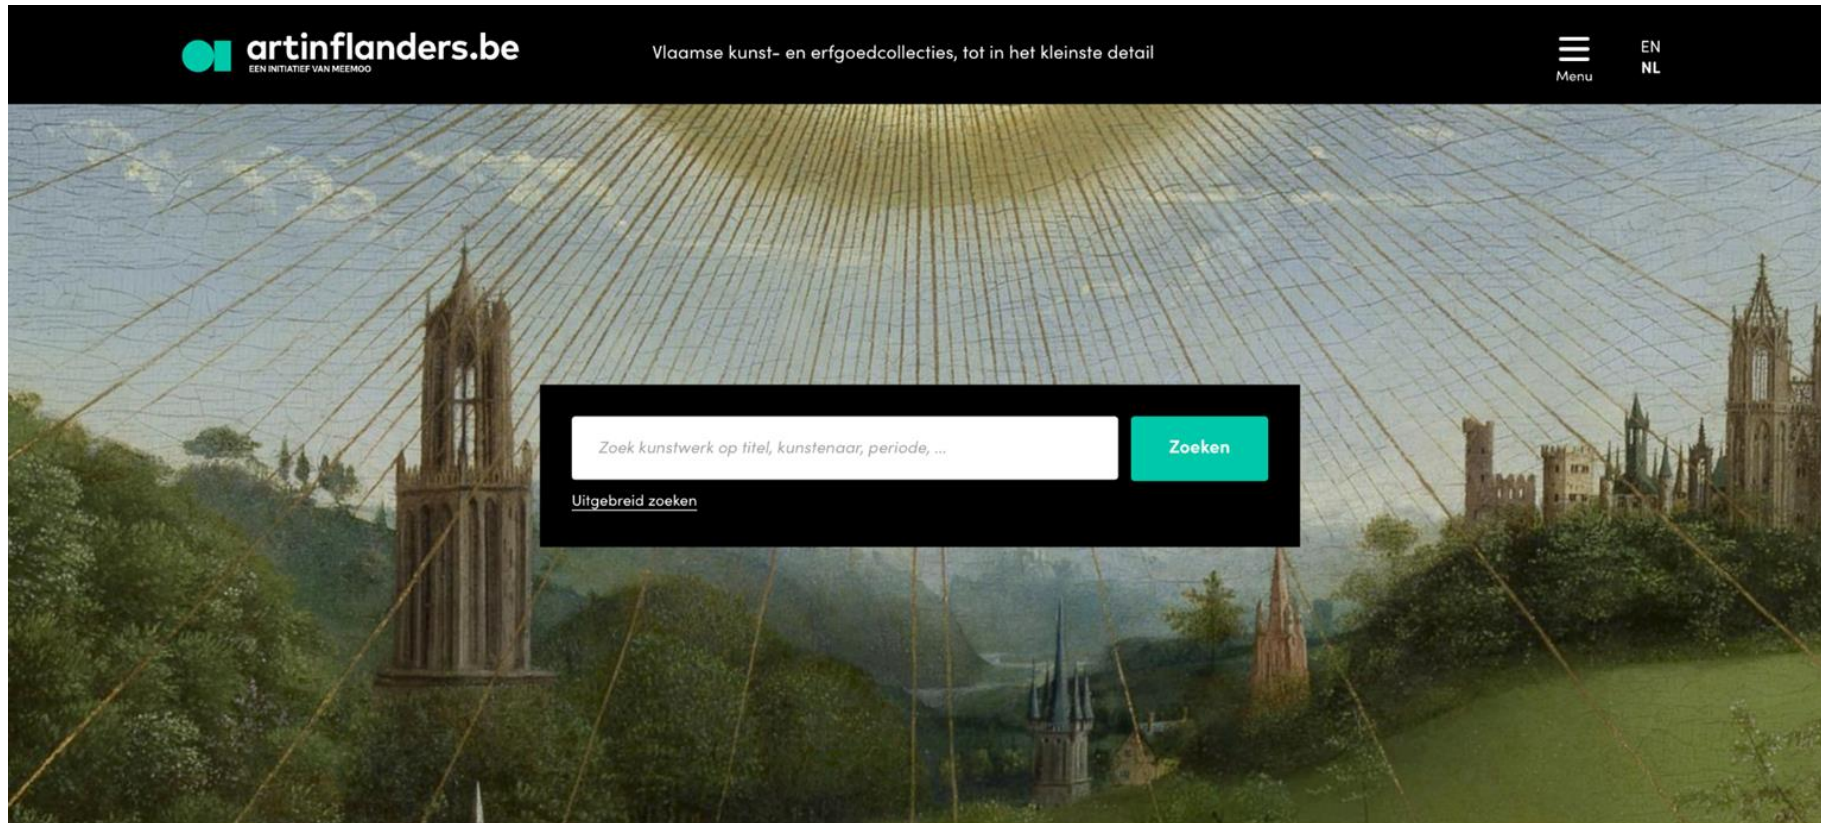 artinflanders.be
EEN INITIATIEF VAN MEEMOO
Vlaamse kunst- en erfgoedcollecties, tot in het kleinste detail
Menu
EN
NL
Zoek kunstwerk op titel, kunstenaar, periode, ...
Zoeken
Uitgebreid zoeken